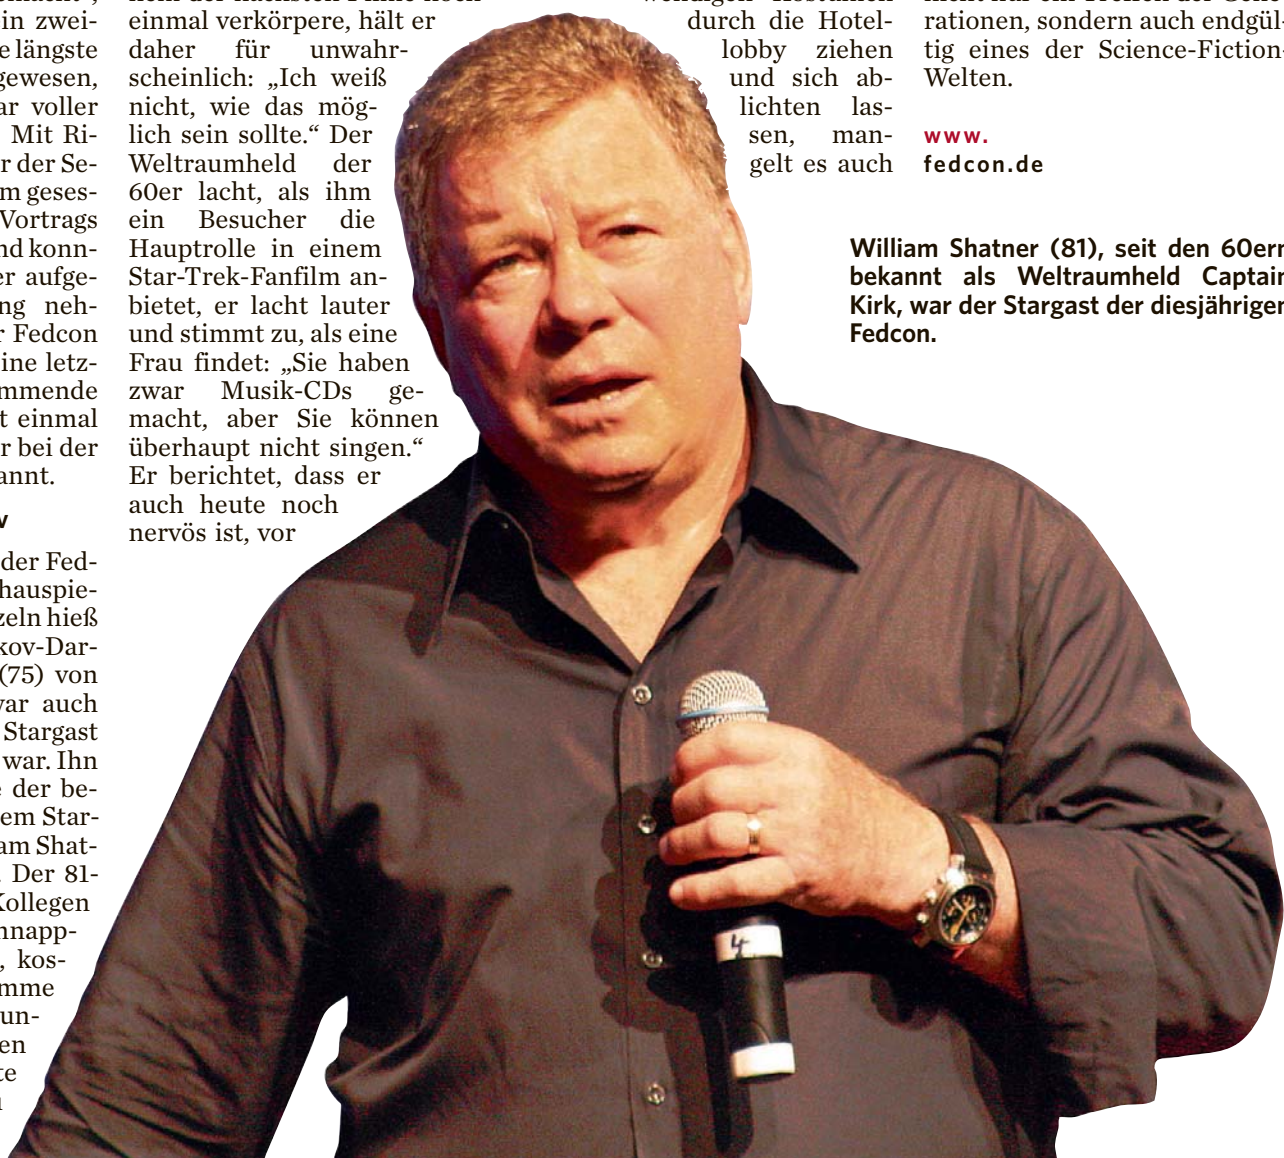 ein zwei-
e längste
gewesen,
ar voller
Mit Ri-
r der Se-
m geses-
Vortrags
nd konn-
er aufge-
ng neh-
r Fedcon
ine letz-
mmende
t einmal
r bei der
annt.
v
der Fed-
hauspie-
zeln hieß
kov-Dar-
(75) von
war auch
Stargast
war. Ihn
e der be-
em Star-
am Shat-
Der 81-
Kollegen
hnapp-
, kos-
mme
un-
en
te
einmal verkörpere, hält er
daher für unwahr-
scheinlich: „Ich weiß
nicht, wie das mög-
lich sein sollte.“ Der
Weltraumheld der
60er lacht, als ihm
ein Besucher die
Hauptrolle in einem
Star-Trek-Fanfilm an-
bietet, er lacht lauter
und stimmt zu, als eine
Frau findet: „Sie haben
zwar Musik-CDs ge-
macht, aber Sie können
überhaupt nicht singen.“
Er berichtet, dass er
auch heute noch
nervös ist, vor
durch die Hotel-
lobby ziehen
und sich ab-
lichten las-
sen, man-
gelt es auch
rationen, sondern auch endgül-
tig eines der Science-Fiction-
Welten.
www.
fedcon.de
William Shatner (81), seit den 60ern
bekannt als Weltraumheld Captain
Kirk, war der Stargast der diesjährigen
Fedcon.
4